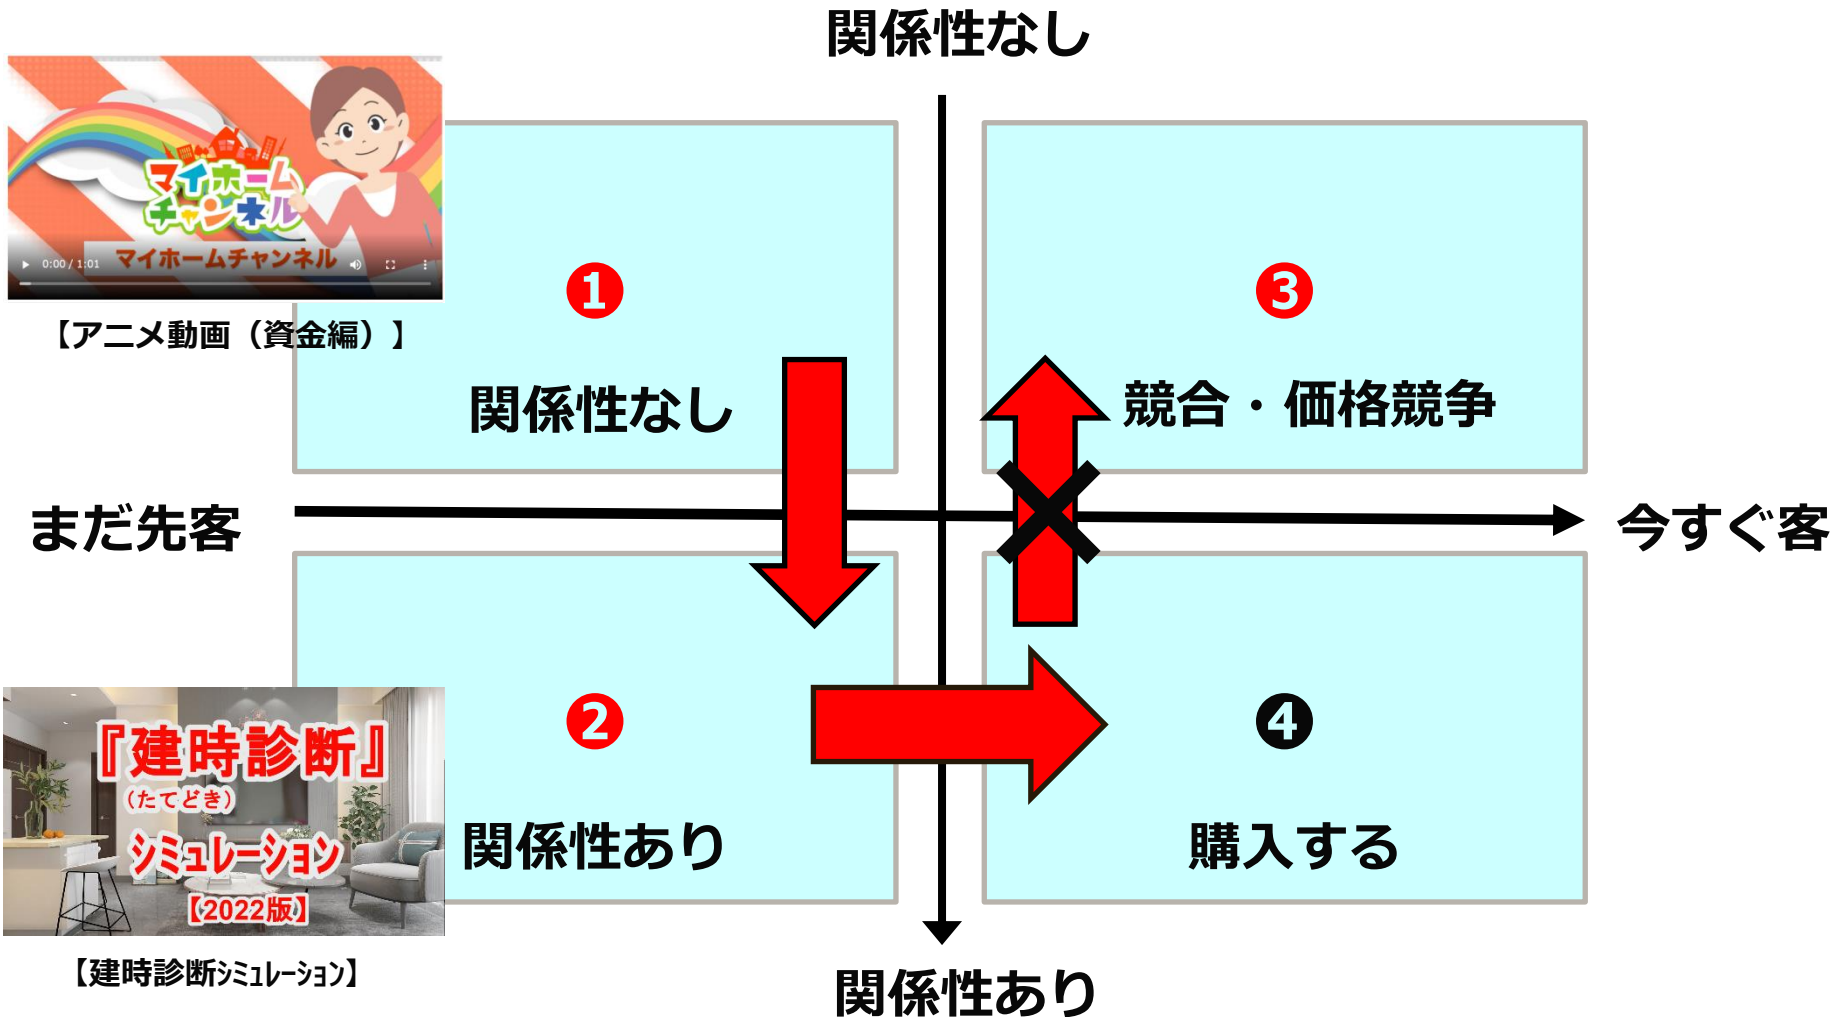 関係性なし
マイホーム
チャンネル
マイホームチャンネル
0:00 / 1:01
【アニメ動画（資金編）】
❶
関係性なし
❸
競合・価格競争
まだ先客
今すぐ客
『建時診断』
（たてどき）
シミュレーション
【2022版】
【建時診断ｼﾐｭﾚｰｼｮﾝ】
❷
関係性あり
❹
購入する
関係性あり